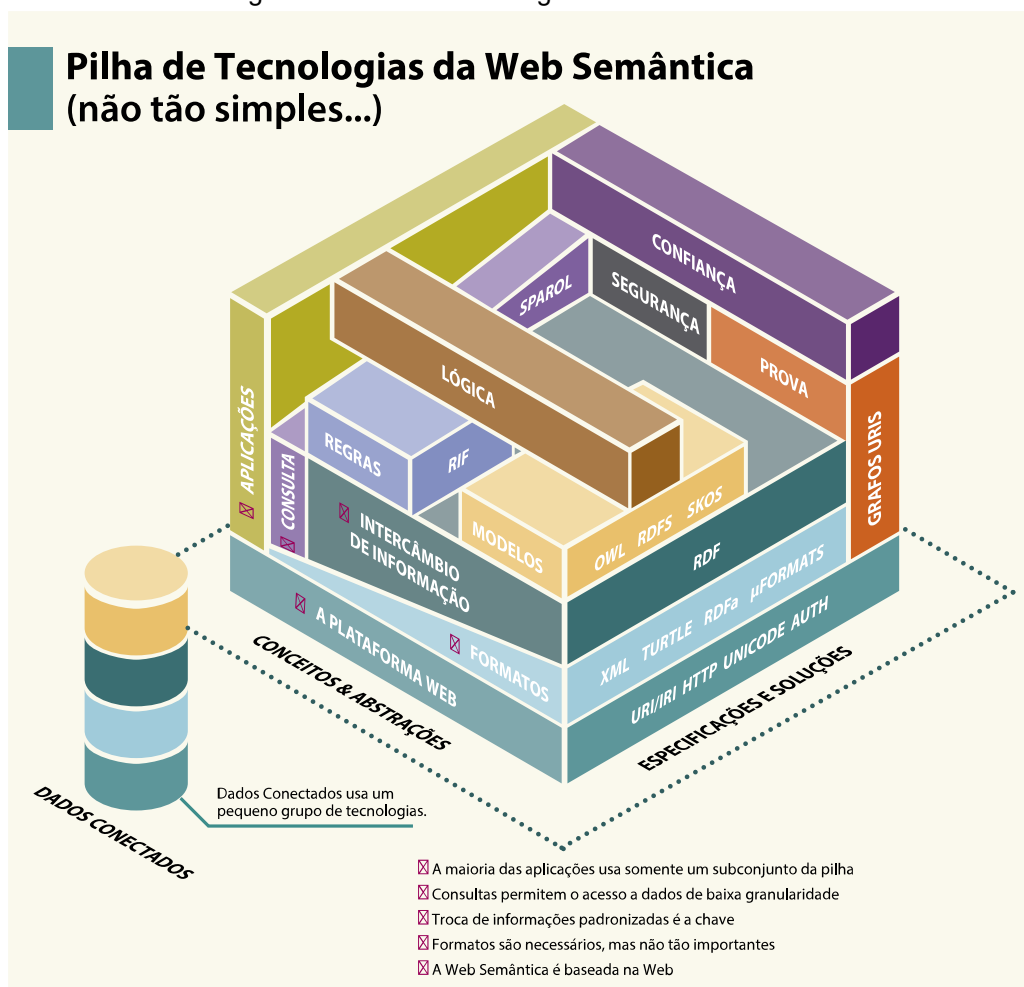 Pilha de Tecnologias da Web Semântica
(não tão simples...)
CONFIANÇA
SPARQL
SEGURANÇA
PROVA
LÓGICA
APLICAÇÕES
REGRAS
RIF
CONSULTA
GRAFOS URIS
INTERCÂMBIO
DE INFORMAÇÃO
MODELOS
OWL RDFS SKOS
RDF
A PLATAFORMA WEB
FORMATOS
XML TURTLE RDFa µFORMATS
URI/IRI HTTP UNICODE AUTH
CONCEITOS & ABSTRAÇÕES
ESPECIFICAÇÕES E SOLUÇÕES
DADOS CONECTADOS
Dados Conectados usa um
pequeno grupo de tecnologias.
A maioria das aplicações usa somente um subconjunto da pilha
Consultas permitem o acesso a dados de baixa granularidade
Troca de informações padronizadas é a chave
Formatos são necessários, mas não tão importantes
A Web Semântica é baseada na Web